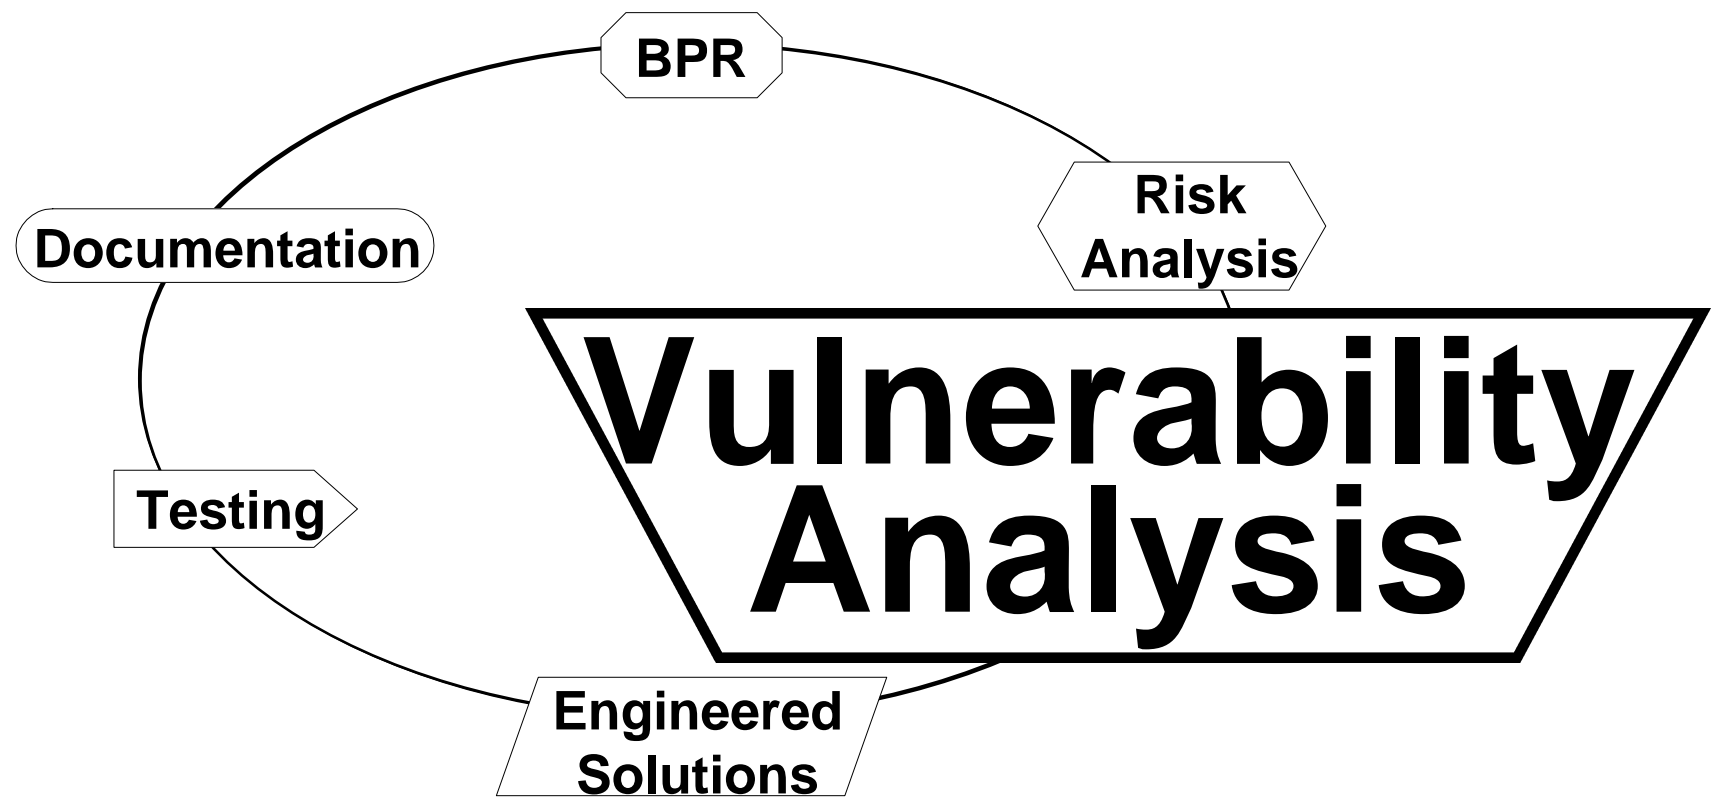 BPR
Risk
Analysis
Documentation
Vulnerability
Analysis
Testing
Engineered
Solutions